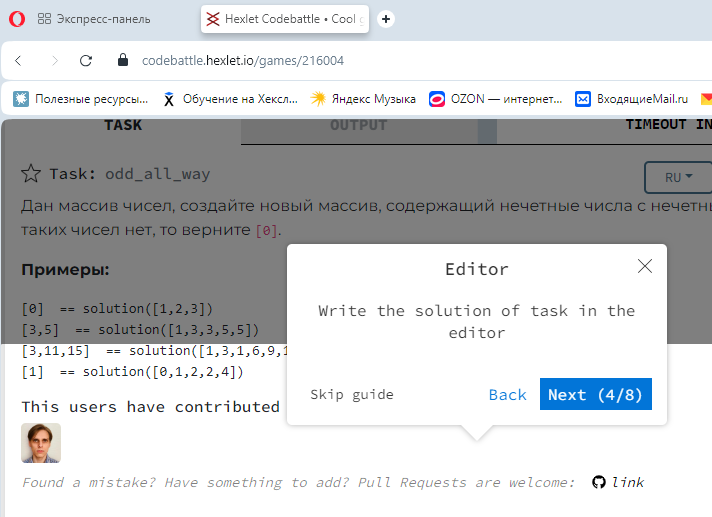 Экспресс-панель
Hexlet Codebattle • Cool g
codebattle.hexlet.io/games/216004
Полезные ресурсы...
Обучение на Хексл...
Яндекс Музыка
OZON — интернет...
ВходящиеMail.ru
TASK
OUTPUT
TIMEOUT IN
Task: odd_all_way
RU
Дан массив чисел, создайте новый массив, содержащий нечетные числа с нечетн
таких чисел нет, то верните [0].
Примеры:
[0] == solution([1,2,3])
[3,5] == solution([1,3,3,5,5])
[3,11,15] == solution([1,3,1,6,9,1
[1] == solution([0,1,2,2,4])
Editor
Write the solution of task in the
editor
Skip guide
Back
Next (4/8)
This users have contributed
Found a mistake? Have something to add? Pull Requests are welcome: link